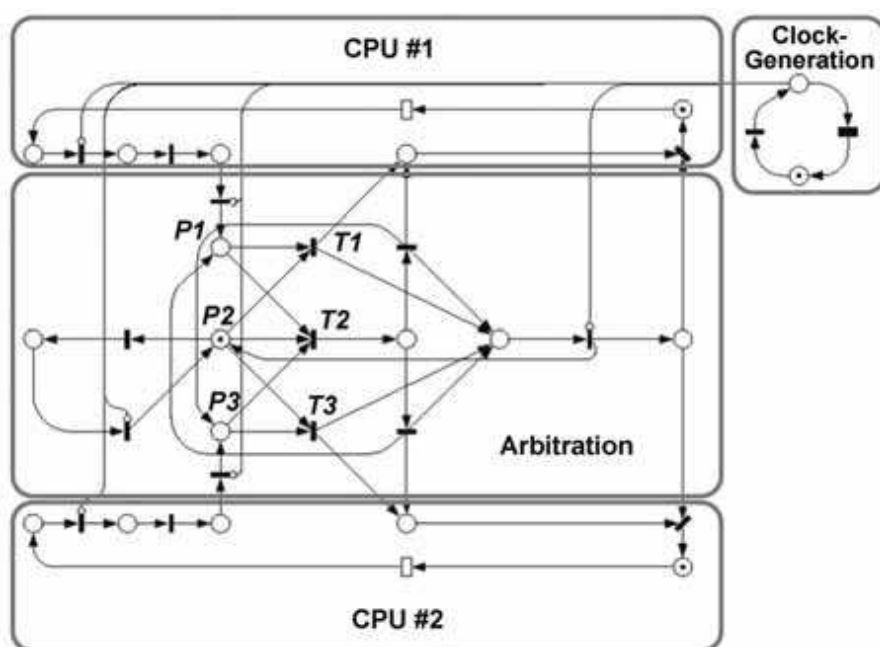 CPU #1
Clock-
Generation
P1
T1
P2
T2
P3
T3
Arbitration
CPU #2